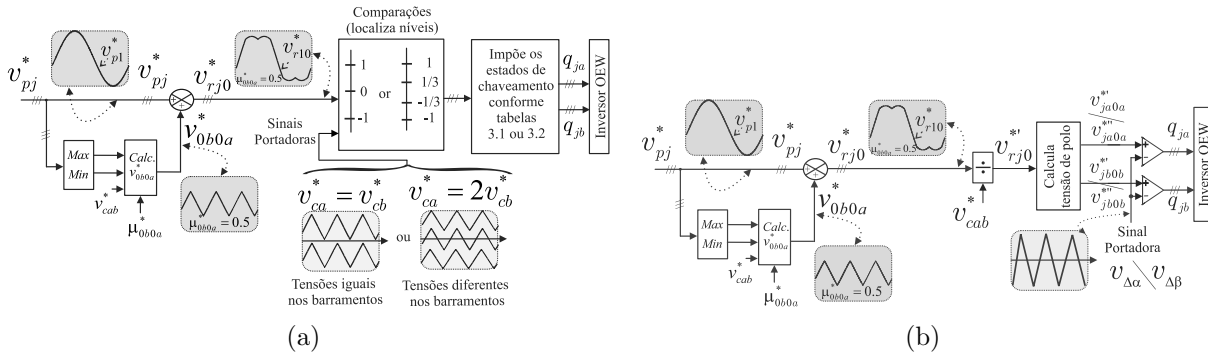 Comparações
(localiza níveis)
v*pj
v*p1
v*pj
v*rj0
v*r10
μ*0b0a = 0.5
1
0
-1
or
1
1/3
-1/3
-1
Impõe os
estados de
chaveamento
conforme
tabelas
3.1 ou 3.2
qja
qjb
Inversor OEW
v*0b0a
Sinais
Portadoras
Max
Min
Calc.
v*0b0a
v*cab
μ*0b0a
μ*0b0a = 0.5
v*ca = v*cb
v*ca = 2v*cb
ou
Tensões iguais
nos barramentos
Tensões diferentes
nos barramentos
(a)
v*pj
v*p1
v*pj
v*rj0
v*r10
μ*0b0a = 0.5
÷
v*cab
v*'rj0
Calcula
tensão de polo
v*'ja0a
v*''ja0a
v*'jb0b
v*''jb0b
+
-
+
-
qja
qjb
Inversor OEW
v*0b0a
Max
Min
Calc.
v*0b0a
v*cab
μ*0b0a
μ*0b0a = 0.5
Sinal
Portadora
vΔα / vΔβ
(b)